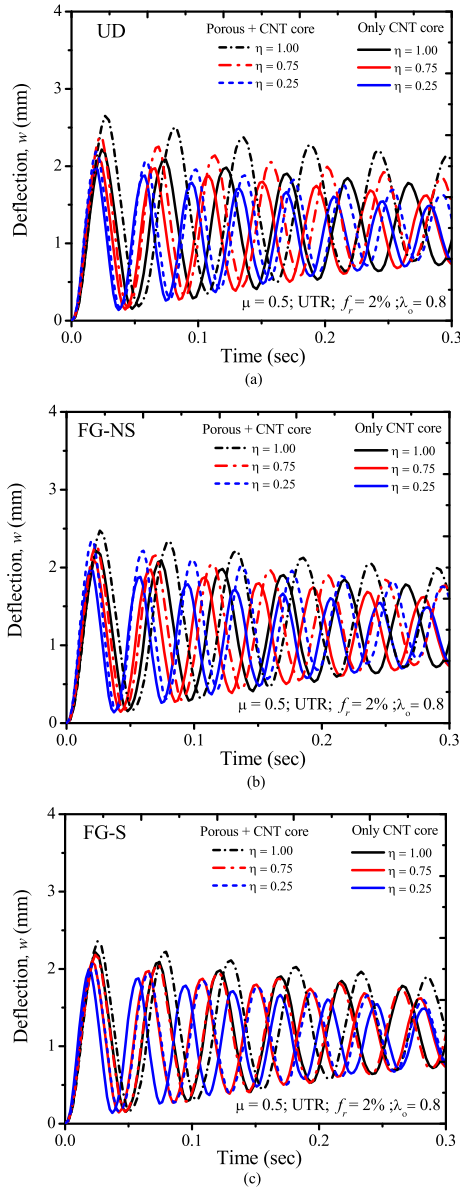 UD
Porous + CNT core
Only CNT core
η = 1.00
η = 1.00
η = 0.75
η = 0.75
η = 0.25
η = 0.25
4
3
2
1
0
Deflection, w (mm)
μ = 0.5; UTR; fr = 2% ;λo = 0.8
0.0
0.1
0.2
0.3
Time (sec)
(a)
FG-NS
Porous + CNT core
Only CNT core
η = 1.00
η = 1.00
η = 0.75
η = 0.75
η = 0.25
η = 0.25
4
3
2
1
0
Deflection, w (mm)
μ = 0.5; UTR; fr = 2% ;λo = 0.8
0.0
0.1
0.2
0.3
Time (sec)
(b)
FG-S
Porous + CNT core
Only CNT core
η = 1.00
η = 1.00
η = 0.75
η = 0.75
η = 0.25
η = 0.25
4
3
2
1
0
Deflection, w (mm)
μ = 0.5; UTR; fr = 2% ;λo = 0.8
0.0
0.1
0.2
0.3
Time (sec)
(c)